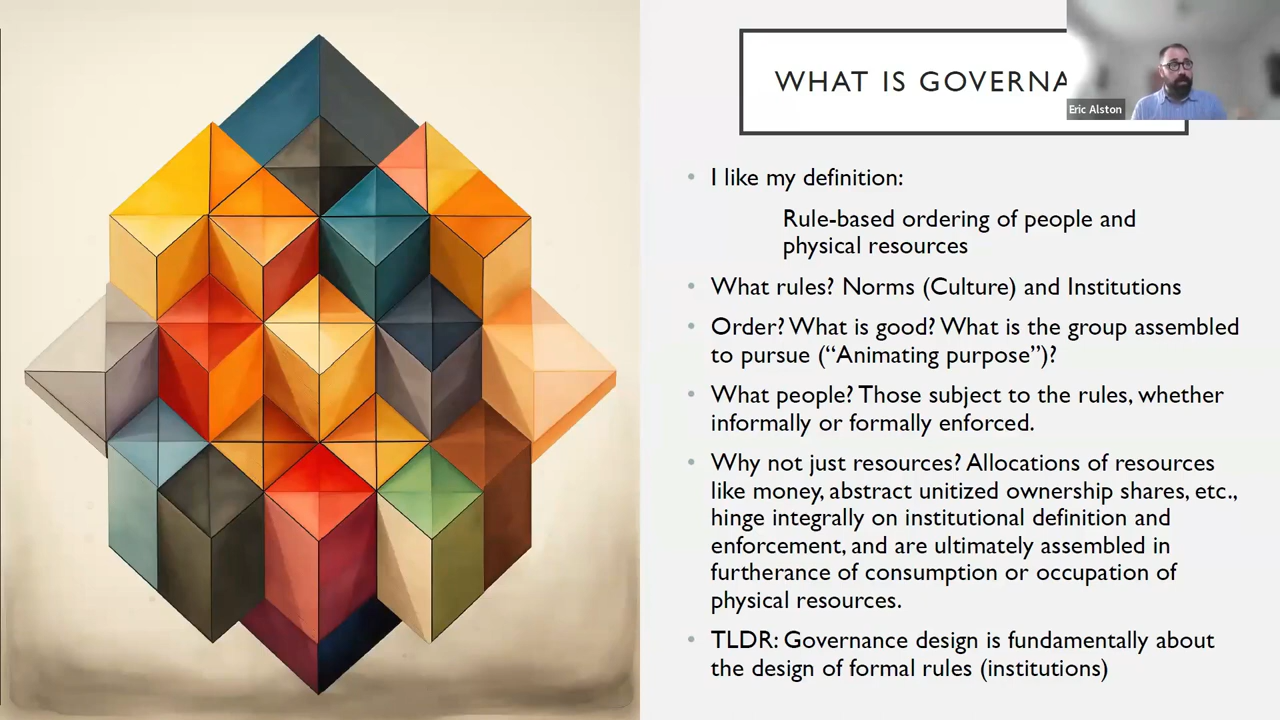 WHAT IS GOVERNA
Eric Alston
• I like my definition:
Rule-based ordering of people and
physical resources
• What rules? Norms (Culture) and Institutions
• Order? What is good? What is the group assembled
to pursue (“Animating purpose”)?
• What people? Those subject to the rules, whether
informally or formally enforced.
• Why not just resources? Allocations of resources
like money, abstract unitized ownership shares, etc.,
hinge integrally on institutional definition and
enforcement, and are ultimately assembled in
furtherance of consumption or occupation of
physical resources.
• TLDR: Governance design is fundamentally about
the design of formal rules (institutions)